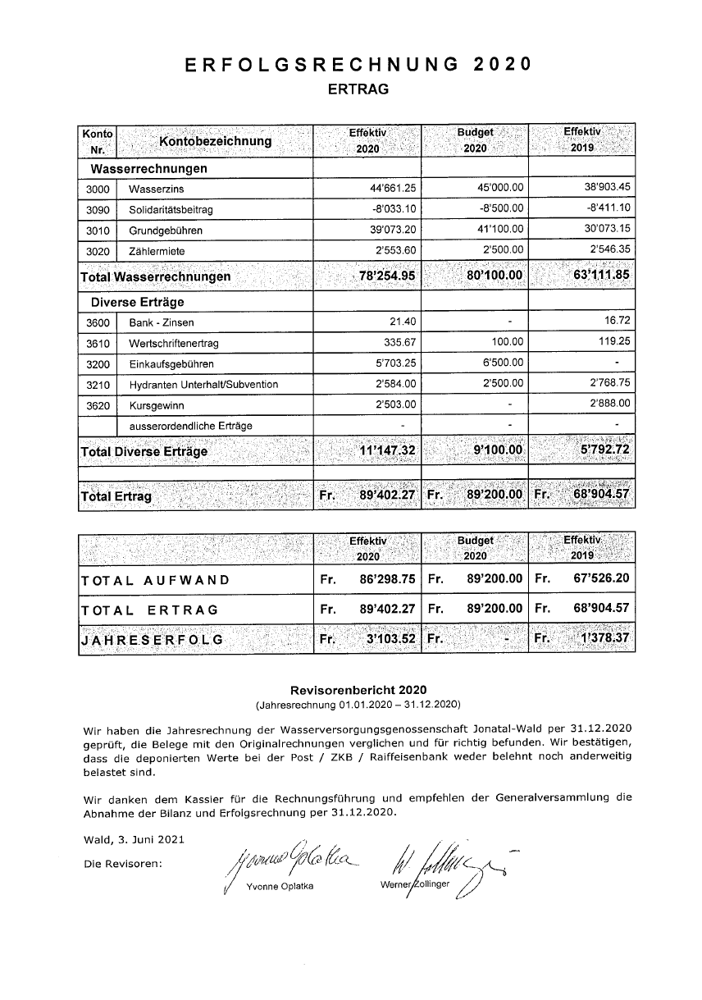 ERFOLGSRECHNUNG 2020
ERTRAG
Konto Nr. Kontobezeichnung Effektiv 2020 Budget 2020 Effektiv 2019
Wasserrechnungen
3000 Wasserzins 44'661.25 45'000.00 38'903.45
3090 Solidaritätsbeitrag -8'033.10 -8'500.00 -8'411.10
3010 Grundgebühren 39'073.20 41'100.00 30'073.15
3020 Zählermiete 2'553.60 2'500.00 2'546.35
Total Wasserrechnungen 78'254.95 80'100.00 63'111.85
Diverse Erträge
3600 Bank - Zinsen 21.40 - 16.72
3610 Wertschriftenertrag 335.67 100.00 119.25
3200 Einkaufsgebühren 5'703.25 6'500.00 -
3210 Hydranten Unterhalt/Subvention 2'584.00 2'500.00 2'768.75
3620 Kursgewinn 2'503.00 - 2'888.00
ausserordendliche Erträge - - -
Total Diverse Erträge 11'147.32 9'100.00 5'792.72
Total Ertrag Fr. 89'402.27 Fr. 89'200.00 Fr. 68'904.57
Effektiv 2020 Budget 2020 Effektiv 2019
TOTAL AUFWAND Fr. 86'298.75 Fr. 89'200.00 Fr. 67'526.20
TOTAL ERTRAG Fr. 89'402.27 Fr. 89'200.00 Fr. 68'904.57
JAHRESERFOLG Fr. 3'103.52 Fr. - Fr. 1'378.37
Revisorenbericht 2020
(Jahresrechnung 01.01.2020 – 31.12.2020)
Wir haben die Jahresrechnung der Wasserversorgungsgenossenschaft Jonatal-Wald per 31.12.2020
geprüft, die Belege mit den Originalrechnungen verglichen und für richtig befunden. Wir bestätigen,
dass die deponierten Werte bei der Post / ZKB / Raiffeisenbank weder belehnt noch anderweitig
belastet sind.
Wir danken dem Kassier für die Rechnungsführung und empfehlen der Generalversammlung die
Abnahme der Bilanz und Erfolgsrechnung per 31.12.2020.
Wald, 3. Juni 2021
Die Revisoren: Yvonne Oplatka W. Zollinger
Yvonne Oplatka Werner Zollinger